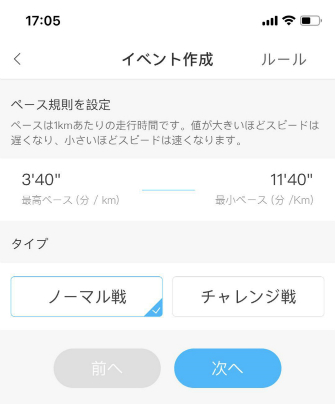 17:05
イベント作成 ルール
ペース規則を設定
ペースは1kmあたりの走行時間です。値が大きいほどスピードは
遅くなり、小さいほどスピードは速くなります。
3'40" 11'40"
最高ペース (分 / km) 最小ペース (分 /Km)
タイプ
ノーマル戦 チャレンジ戦
前へ 次へ